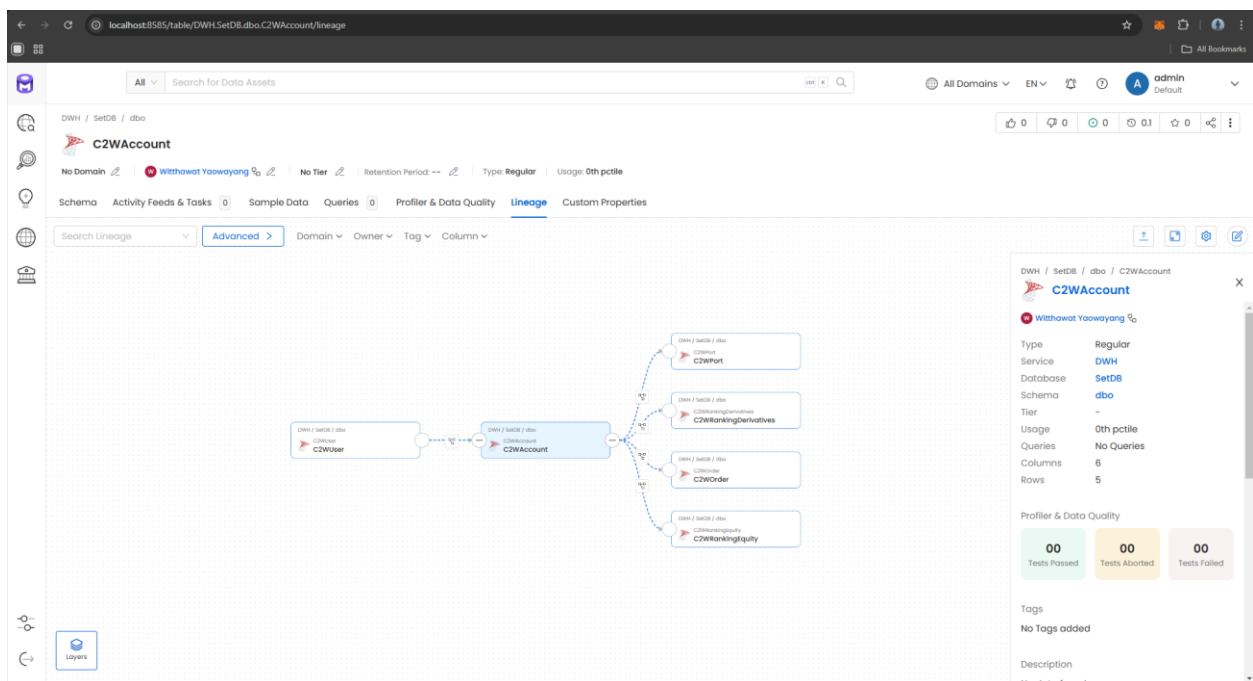 localhost:8585/table/DWH.SetDB.dbo.C2WAccount/lineage
All Bookmarks
All Search for Data Assets ctrl K
All Domains EN A admin
Default
DWH / SetDB / dbo
0 0 0 0.1 0
C2WAccount
No Domain W Witthawat Yaowayang No Tier Retention Period: -- Type: Regular Usage: 0th pctile
Schema Activity Feeds & Tasks 0 Sample Data Queries 0 Profiler & Data Quality Lineage Custom Properties
Search Lineage Advanced > Domain Owner Tag Column
DWH / SetDB / dbo
C2WUser
C2WUser
DWH / SetDB / dbo
C2WAccount
C2WAccount
DWH / SetDB / dbo
C2WPort
C2WPort
DWH / SetDB / dbo
C2WRankingDerivatives
C2WRankingDerivatives
DWH / SetDB / dbo
C2WOrder
C2WOrder
DWH / SetDB / dbo
C2WRankingEquity
C2WRankingEquity
Layers
DWH / SetDB / dbo / C2WAccount
C2WAccount X
W Witthawat Yaowayang
Type Regular
Service DWH
Database SetDB
Schema dbo
Tier -
Usage 0th pctile
Queries No Queries
Columns 6
Rows 5
Profiler & Data Quality
00 00 00
Tests Passed Tests Aborted Tests Failed
Tags
No Tags added
Description